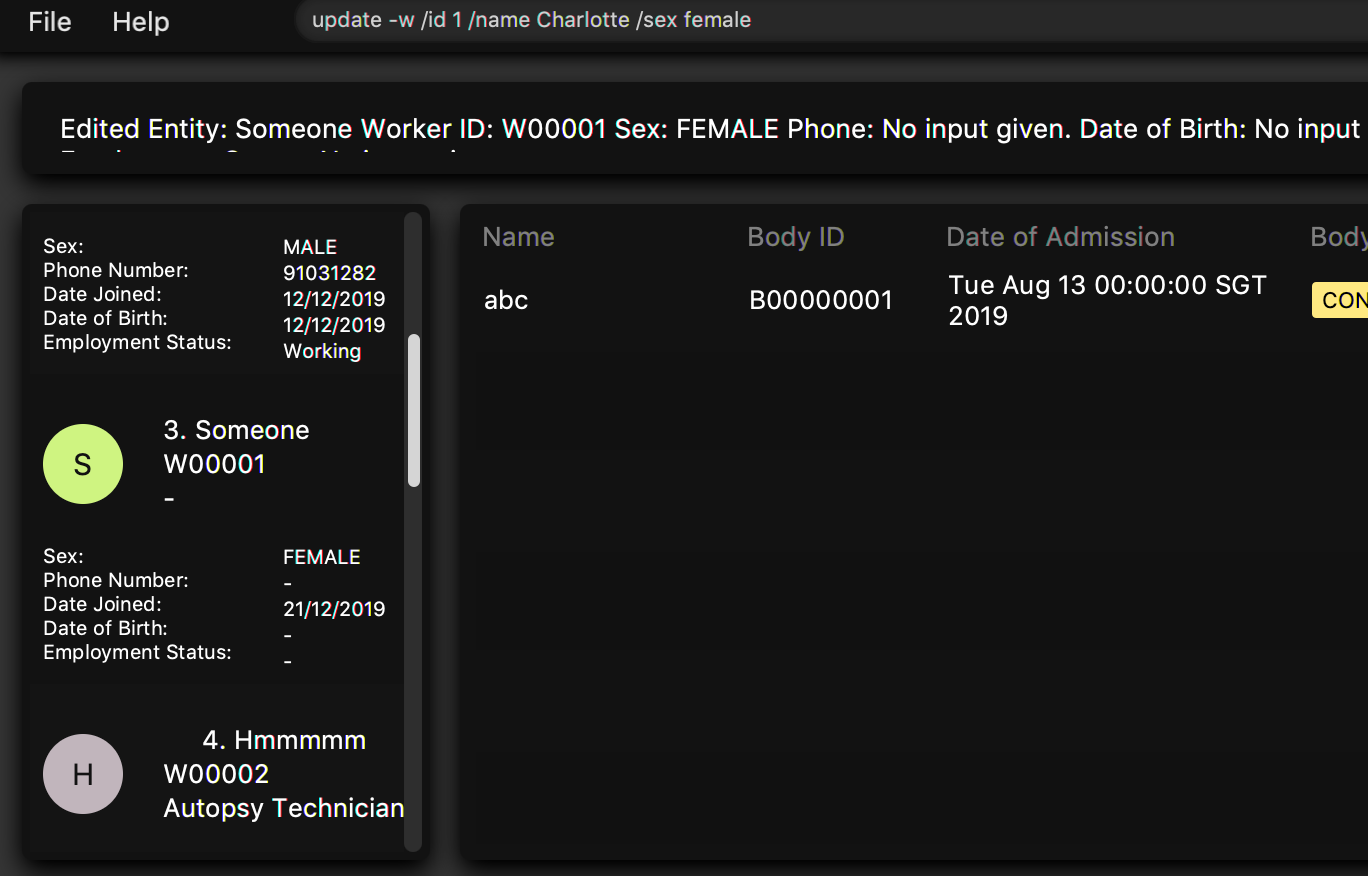 File Help
update -w /id 1 /name Charlotte /sex female
Edited Entity: Someone Worker ID: W00001 Sex: FEMALE Phone: No input given. Date of Birth: No input
Sex: MALE
Phone Number: 91031282
Date Joined: 12/12/2019
Date of Birth: 12/12/2019
Employment Status: Working
S
3. Someone
W00001
-
Sex: FEMALE
Phone Number: -
Date Joined: 21/12/2019
Date of Birth: -
Employment Status: -
H
4. Hmmmmm
W00002
Autopsy Technician
Name Body ID Date of Admission Body
abc B00000001 Tue Aug 13 00:00:00 SGT
2019
CON